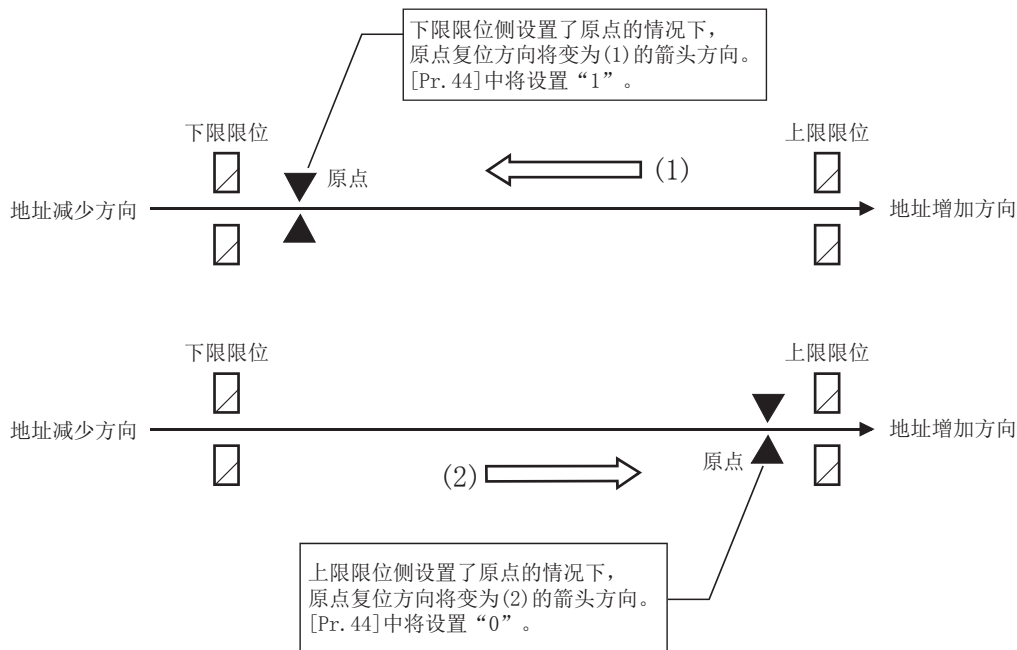 下限限位侧设置了原点的情况下，
原点复位方向将变为(1)的箭头方向。
[Pr.44]中将设置“1”。
下限限位
上限限位
原点
(1)
地址减少方向
地址增加方向
下限限位
上限限位
地址减少方向
地址增加方向
(2)
原点
上限限位侧设置了原点的情况下，
原点复位方向将变为(2)的箭头方向。
[Pr.44]中将设置“0”。